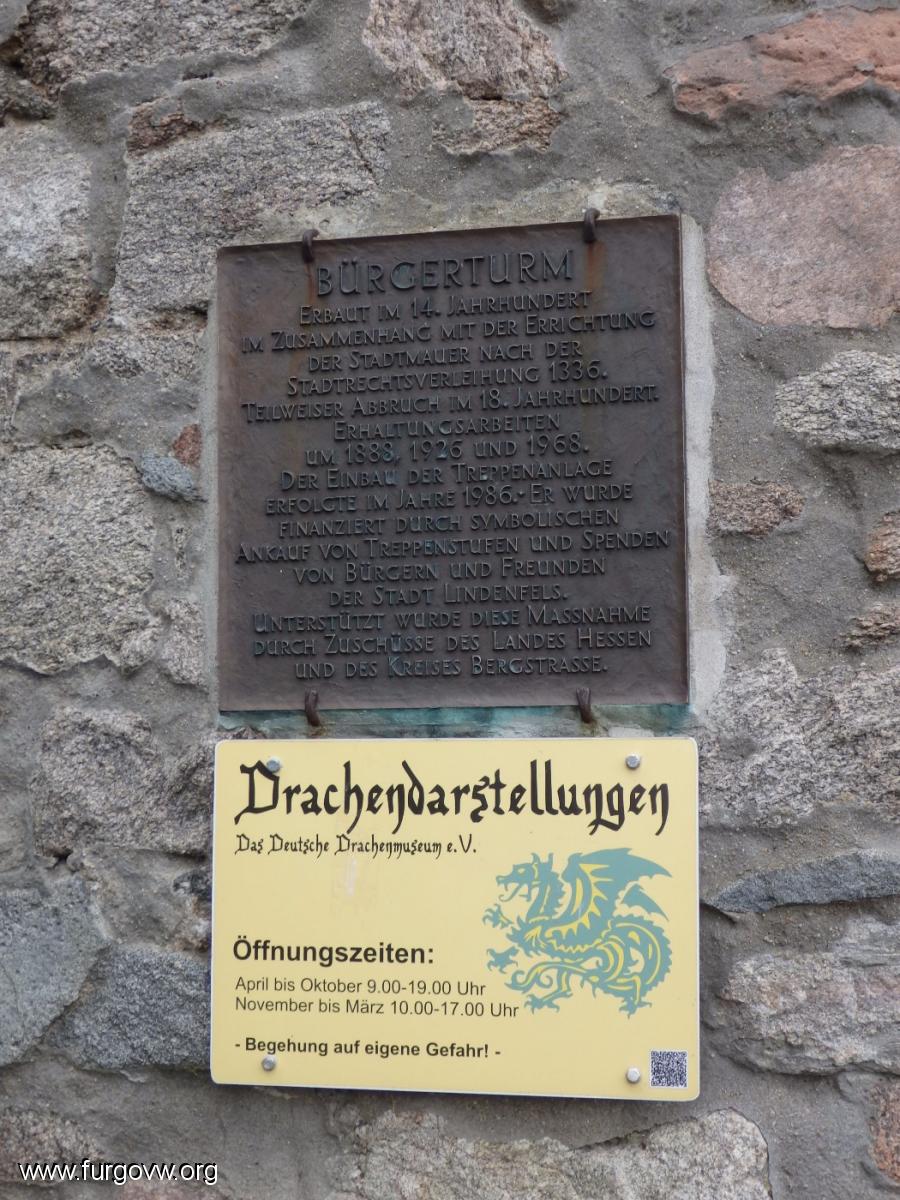 BÜRGERTURM
ERBAUT IM 14. JAHRHUNDERT
IM ZUSAMMENHANG MIT DER ERRICHTUNG
DER STADTMAUER NACH DER
STADTRECHTSVERLEIHUNG 1336.
TEILWEISER ABBRUCH IM 18. JAHRHUNDERT.
ERHALTUNGSARBEITEN
UM 1888, 1926 UND 1968.
DER EINBAU DER TREPPENANLAGE
ERFOLGTE IM JAHRE 1986. ER WURDE
FINANZIERT DURCH SYMBOLISCHEN
ANKAUF VON TREPPENSTUFEN UND SPENDEN
VON BÜRGERN UND FREUNDEN
DER STADT LINDENFELS.
UNTERSTÜTZT WURDE DIESE MASSNAHME
DURCH ZUSCHÜSSE DES LANDES HESSEN
UND DES KREISES BERGSTRASSE.
Drachendarstellungen
Das Deutsche Drachenmuseum e.V.
Öffnungszeiten:
April bis Oktober 9.00-19.00 Uhr
November bis März 10.00-17.00 Uhr
- Begehung auf eigene Gefahr! -
www.furgovw.org